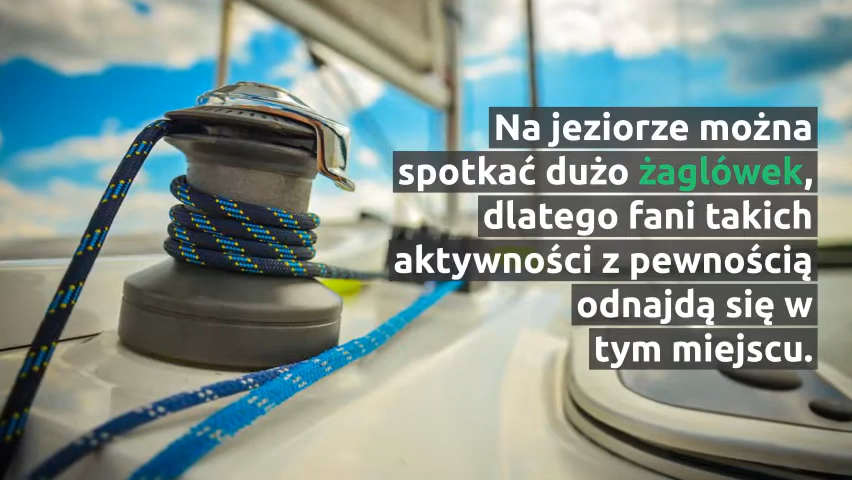 Na jeziorze można
spotkać dużo żaglówek,
dlatego fani takich
aktywności z pewnością
odnajdą się w
tym miejscu.